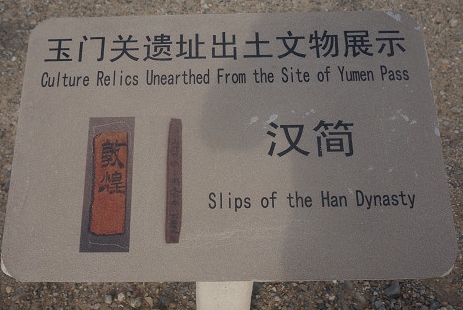 玉门关遗址出土文物展示
Culture Relics Unearthed From the Site of Yumen Pass
汉简
敦煌
Slips of the Han Dynasty